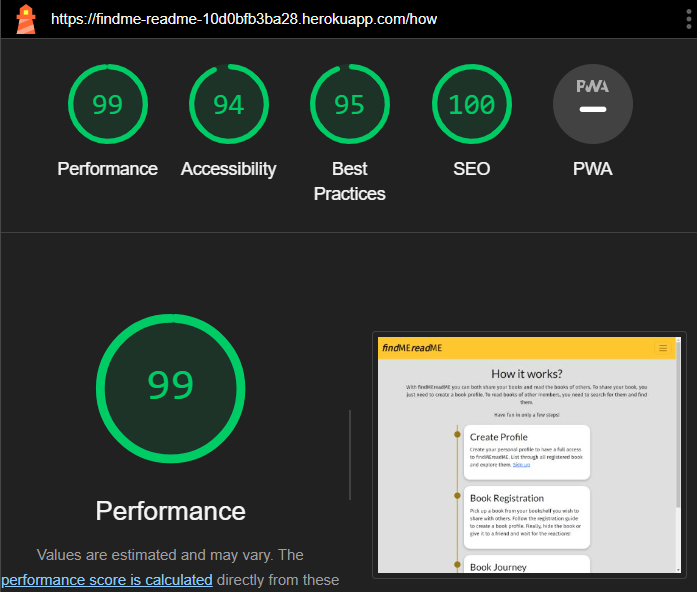 https://findme-readme-10d0bfb3ba28.herokuapp.com/how
99
94
95
100
PWA
Performance
Accessibility
Best
Practices
SEO
PWA
99
Performance
Values are estimated and may vary. The
performance score is calculated directly from these
findMEreadME
How it works?
With findMEreadME you can both share your books and read the books of others. To share your book, you
just need to create a book profile. To read books of other members, you need to search for them and find
them.
Have fun in only a few steps!
Create Profile
Create your personal profile to have a full access
to findMEreadME. List through all registered book
and explore them. Sign up
Book Registration
Pick up a book from your bookshelf you wish to
share with others. Follow the registration guide
to create a book profile. Finally, hide the book or
give it to a friend and wait for the reactions!
Book Journey